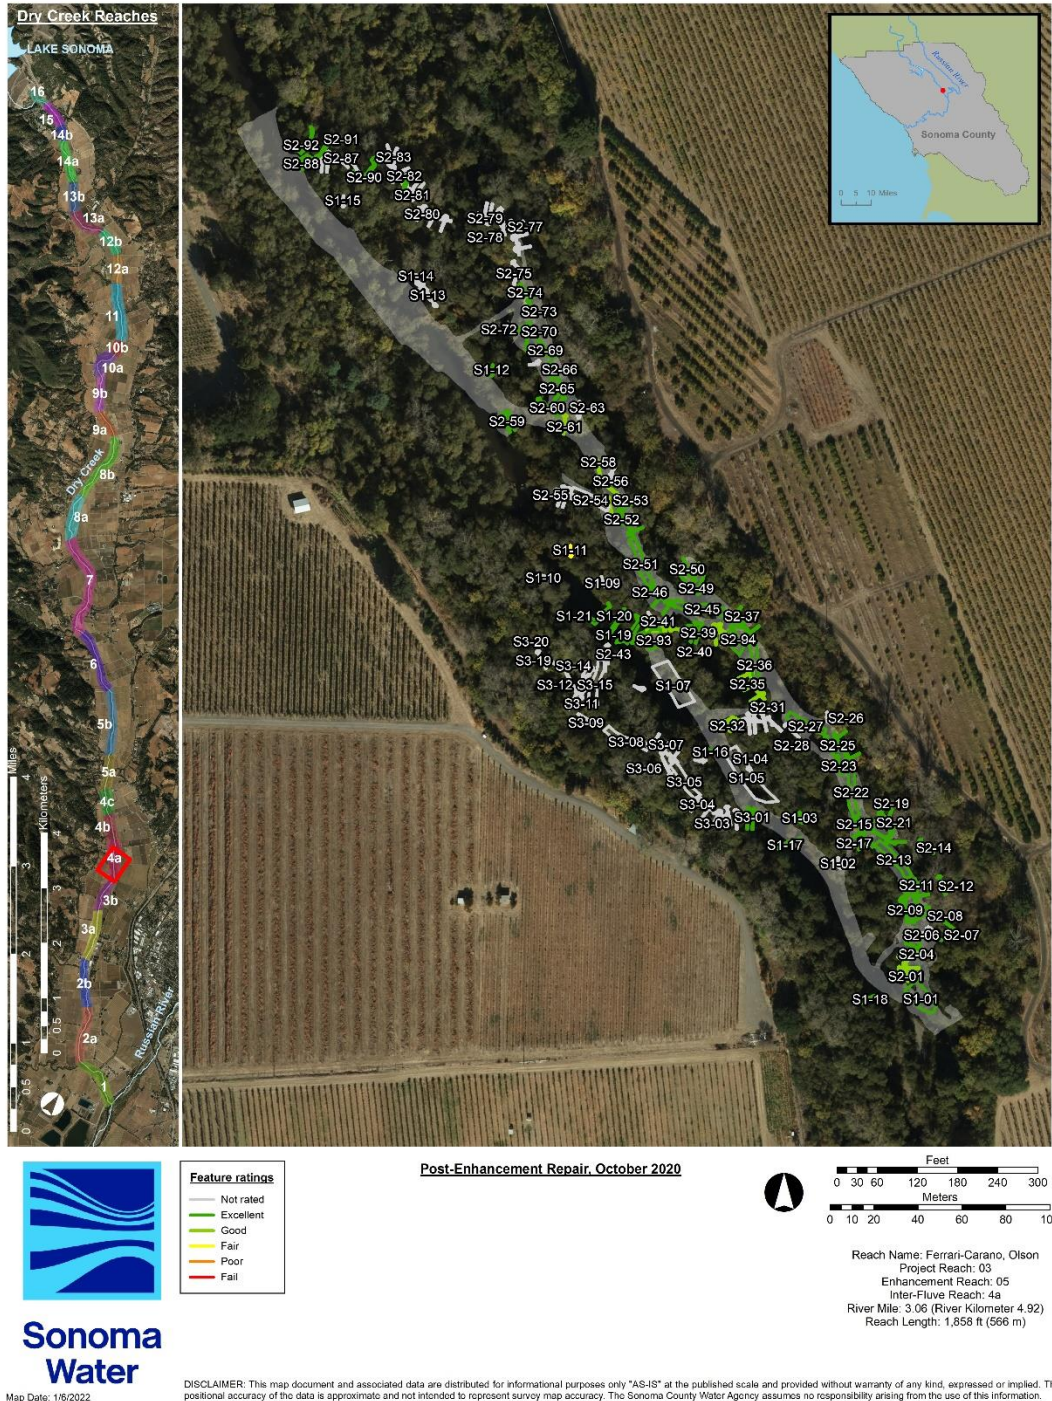 Dry Creek Reaches
LAKE SONOMA
16
15
14b
14a
13b
13a
12b
12a
11
10b
10a
9b
9a
Dry Creek
8b
8a
7
6
5b
5a
4c
4b
4a
3b
3a
2b
2a
1
Russian River
Miles
4
3
2
1
0.5
0
Kilometers
4
3
2
1
0.5
0
Russian River
Sonoma County
0 5 10 Miles
S2-92
S2-91
S2-88
S2-87
S2-83
S2-90
S2-82
S2-81
S1-15
S2-80
S2-79
S2-77
S2-78
S1-14
S1-13
S2-75
S2-74
S2-73
S2-72
S2-70
S2-69
S1-12
S2-66
S2-65
S2-60
S2-63
S2-59
S2-61
S2-58
S2-56
S2-55
S2-54
S2-53
S2-52
S1-11
S2-51
S2-50
S1-10
S1-09
S2-49
S2-46
S1-21
S1-20
S2-45
S2-37
S2-41
S1-19
S2-39
S2-93
S2-94
S3-20
S2-43
S2-40
S3-19
S3-14
S2-36
S3-12
S3-15
S1-07
S2-35
S3-11
S2-31
S3-09
S2-32
S2-27
S2-26
S3-08
S3-07
S1-16
S2-28
S2-25
S3-06
S1-04
S2-23
S3-05
S1-05
S2-22
S3-04
S2-19
S3-03
S3-01
S1-03
S2-15
S2-21
S1-17
S2-17
S2-14
S1-02
S2-13
S2-11
S2-12
S2-09
S2-08
S2-06
S2-07
S2-04
S2-01
S1-18
S1-01
Feature ratings
Not rated
Excellent
Good
Fair
Poor
Fail
Post-Enhancement Repair, October 2020
Feet
0 30 60 120 180 240 300
Meters
0 10 20 40 60 80 10
Reach Name: Ferrari-Carano, Olson
Project Reach: 03
Enhancement Reach: 05
Inter-Fluve Reach: 4a
River Mile: 3.06 (River Kilometer 4.92)
Reach Length: 1,858 ft (566 m)
Sonoma
Water
Map Date: 1/6/2022
DISCLAIMER: This map document and associated data are distributed for informational purposes only "AS-IS" at the published scale and provided without warranty of any kind, expressed or implied. Th
positional accuracy of the data is approximate and not intended to represent survey map accuracy. The Sonoma County Water Agency assumes no responsibility arising from the use of this information.